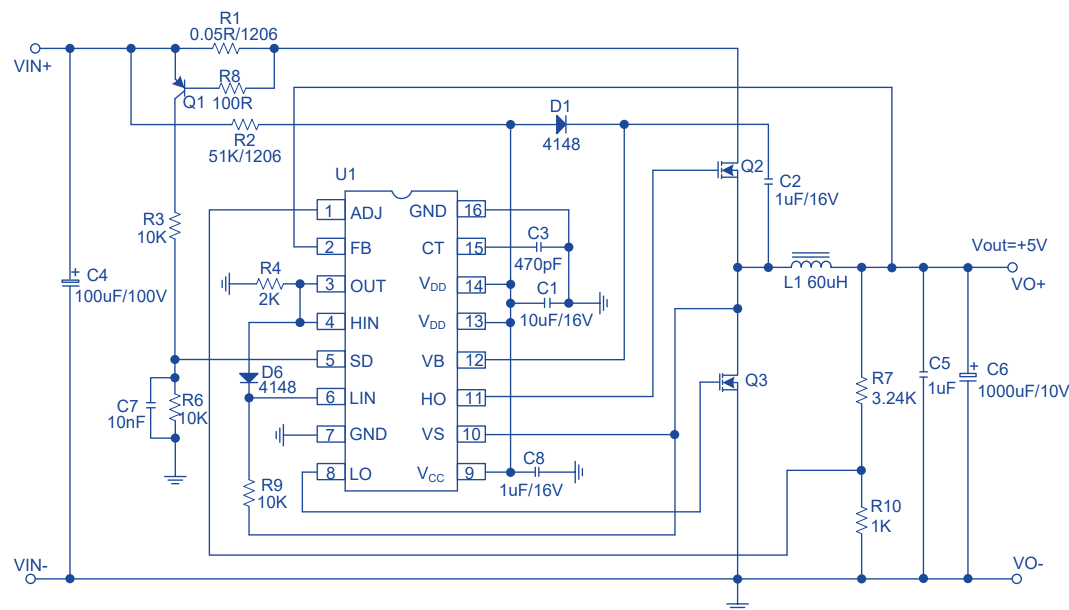 R1
0.05R/1206
VIN+
R8
Q1 100R
R2
51K/1206
D1
4148
Q2
C2
1uF/16V
U1
R3
10K
1 ADJ GND 16
2 FB CT 15
3 OUT VDD 14
4 HIN VDD 13
5 SD VB 12
6 LIN HO 11
7 GND VS 10
8 LO VCC 9
C3
470pF
C1
10uF/16V
R4
2K
C4
+
100uF/100V
Vout=+5V
VO+
L1 60uH
D6
4148
Q3
C7
10nF
R6
10K
R7
3.24K
C5
1uF
+
C6
1000uF/10V
C8
1uF/16V
R9
10K
R10
1K
VIN-
VO-